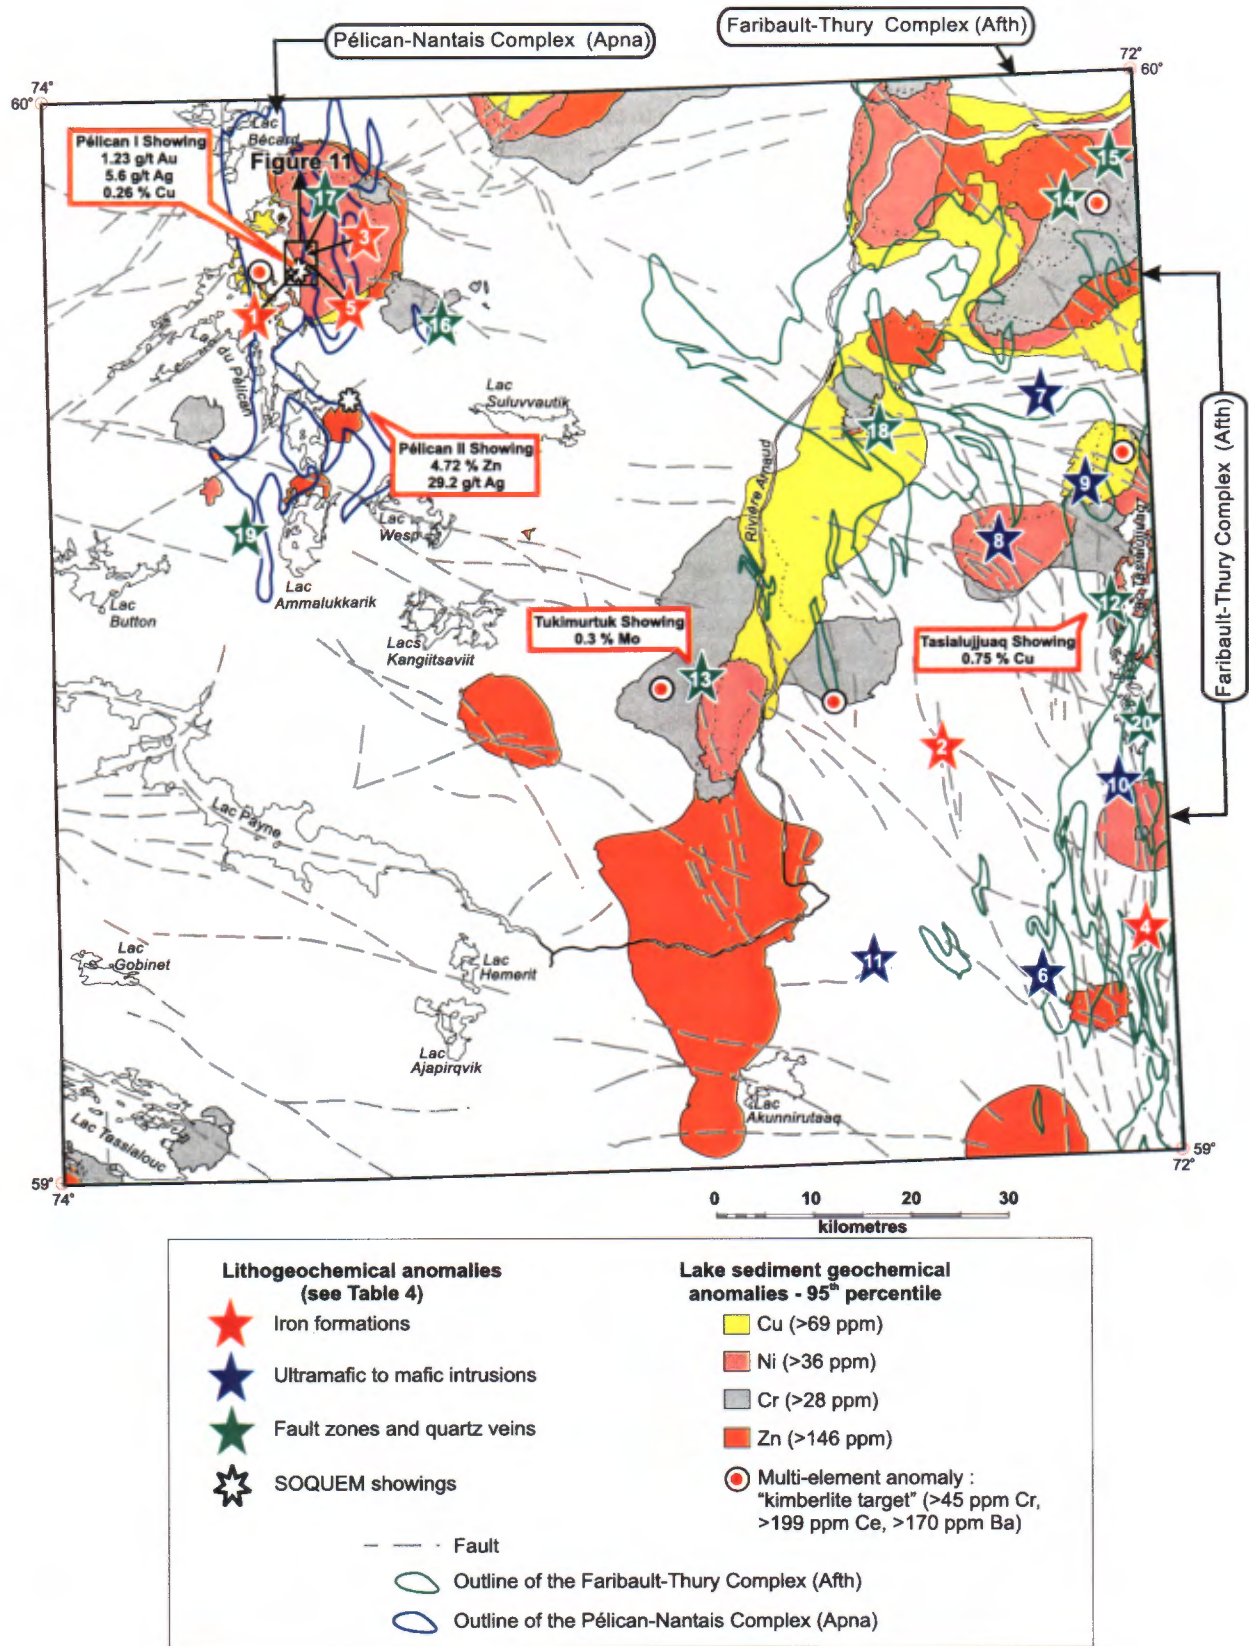 Pélican-Nantais Complex (Apna)
Faribault-Thury Complex (Afth)
74°
60°
72°
60°
Lac
Bécard
Pélican I Showing
1.23 g/t Au
5.6 g/t Ag
0.26 % Cu
Figure 11
15
14
17
3
1
5
16
Lac du Pélican
Lac
Suluvvautik
7
18
Pélican II Showing
4.72 % Zn
29.2 g/t Ag
9
8
Rivière Arnaud
Faribault-Thury Complex (Afth)
19
Lac
Wesp
Lac
Button
Lac
Ammalukkarik
Lacs
Kangiitsaviit
Tukimurtuk Showing
0.3 % Mo
12
Tasialujjuaq Showing
0.75 % Cu
13
20
2
10
Lac Payne
4
Lac
Gobinet
Lac
Hemerit
11
6
Lac
Ajapirqvik
Lac
Akunnirutaaq
Lac Tassialouc
59°
74°
59°
72°
0 10 20 30
kilometres
Lithogeochemical anomalies
(see Table 4)
Iron formations
Ultramafic to mafic intrusions
Fault zones and quartz veins
SOQUEM showings
Lake sediment geochemical
anomalies - 95th percentile
Cu (>69 ppm)
Ni (>36 ppm)
Cr (>28 ppm)
Zn (>146 ppm)
Multi-element anomaly :
"kimberlite target" (>45 ppm Cr,
>199 ppm Ce, >170 ppm Ba)
Fault
Outline of the Faribault-Thury Complex (Afth)
Outline of the Pélican-Nantais Complex (Apna)